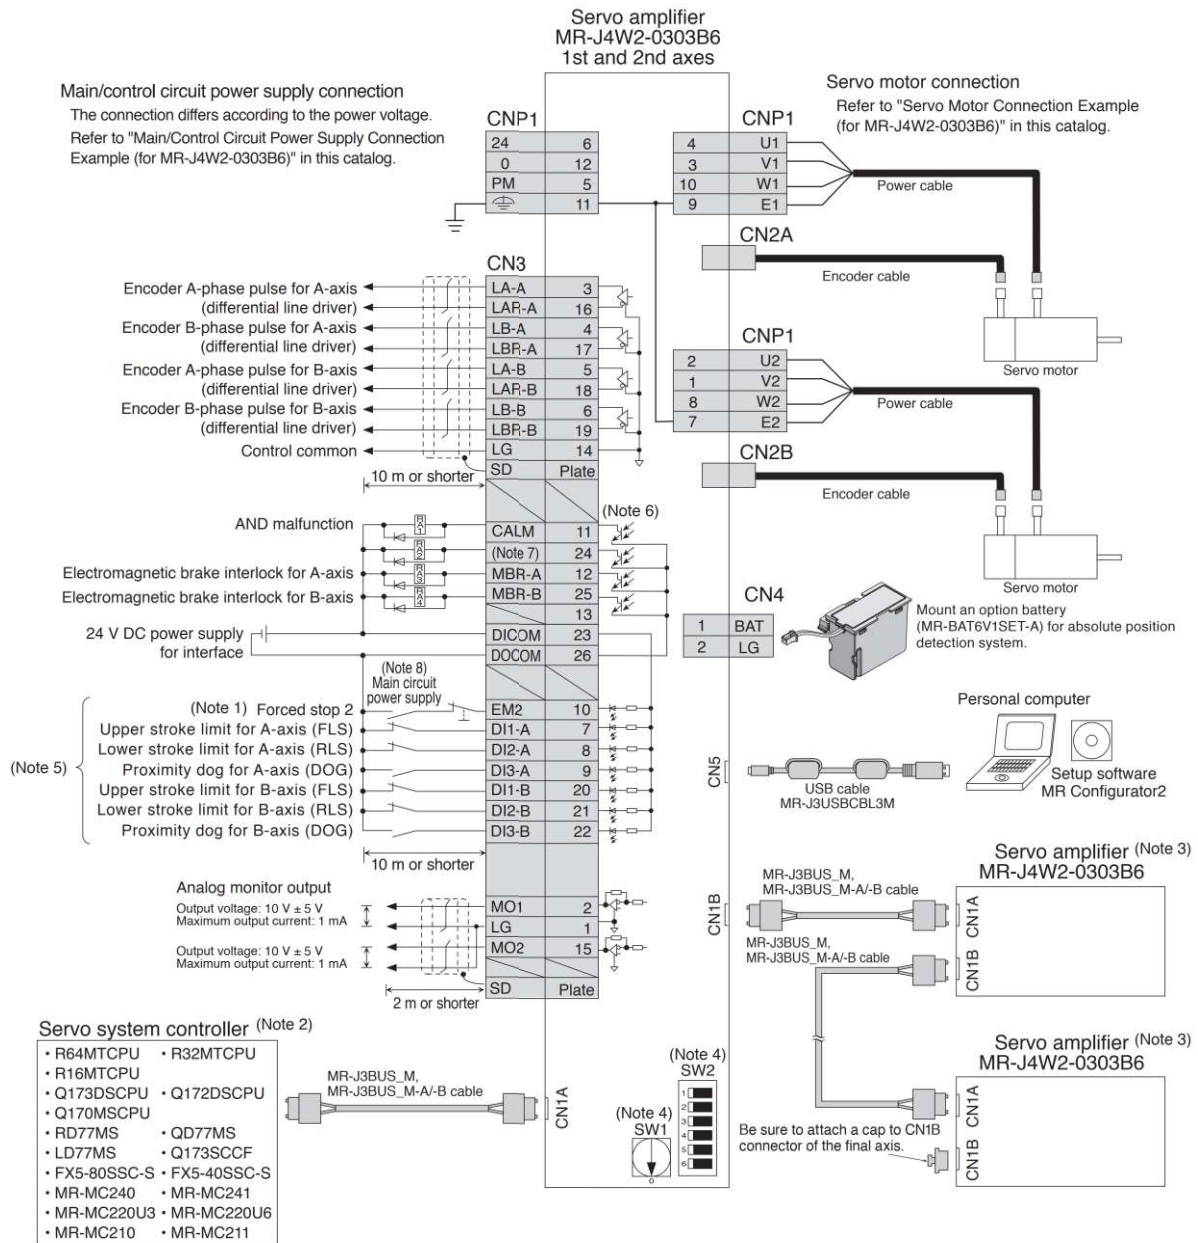 Servo amplifier
MR-J4W2-0303B6
1st and 2nd axes
Main/control circuit power supply connection
The connection differs according to the power voltage.
Refer to "Main/Control Circuit Power Supply Connection
Example (for MR-J4W2-0303B6)" in this catalog.
Servo motor connection
Refer to "Servo Motor Connection Example
(for MR-J4W2-0303B6)" in this catalog.
CNP1
24 6
0 12
PM 5
11
CNP1
4 U1
3 V1
10 W1
9 E1
Power cable
CN2A
Encoder cable
Servo motor
CNP1
2 U2
1 V2
8 W2
7 E2
Power cable
CN2B
Encoder cable
Servo motor
CN3
Encoder A-phase pulse for A-axis LA-A 3
(differential line driver) LAR-A 16
Encoder B-phase pulse for A-axis LB-A 4
(differential line driver) LBR-A 17
Encoder A-phase pulse for B-axis LA-B 5
(differential line driver) LAR-B 18
Encoder B-phase pulse for B-axis LB-B 6
(differential line driver) LBR-B 19
Control common LG 14
SD Plate
10 m or shorter
(Note 6)
AND malfunction RA1 CALM 11
RA2 (Note 7) 24
Electromagnetic brake interlock for A-axis RA3 MBR-A 12
Electromagnetic brake interlock for B-axis RA4 MBR-B 25
13
24 V DC power supply
for interface
DICOM 23
DOCOM 26
(Note 8)
Main circuit
power supply
(Note 5)
(Note 1) Forced stop 2 EM2 10
Upper stroke limit for A-axis (FLS) DI1-A 7
Lower stroke limit for A-axis (RLS) DI2-A 8
Proximity dog for A-axis (DOG) DI3-A 9
Upper stroke limit for B-axis (FLS) DI1-B 20
Lower stroke limit for B-axis (RLS) DI2-B 21
Proximity dog for B-axis (DOG) DI3-B 22
10 m or shorter
Analog monitor output
Output voltage: 10 V ± 5 V
Maximum output current: 1 mA
Output voltage: 10 V ± 5 V
Maximum output current: 1 mA
MO1 2
LG 1
MO2 15
SD Plate
2 m or shorter
CN4
1 BAT
2 LG
Mount an option battery
(MR-BAT6V1SET-A) for absolute position
detection system.
CN5
USB cable
MR-J3USBCBL3M
Personal computer
Setup software
MR Configurator2
CN1B
MR-J3BUS_M,
MR-J3BUS_M-A/-B cable
Servo amplifier (Note 3)
MR-J4W2-0303B6
CN1A
CN1B
MR-J3BUS_M,
MR-J3BUS_M-A/-B cable
Servo amplifier (Note 3)
MR-J4W2-0303B6
CN1A
CN1B
Be sure to attach a cap to CN1B
connector of the final axis.
Servo system controller (Note 2)
• R64MTCPU • R32MTCPU
• R16MTCPU
• Q173DSCPU • Q172DSCPU
• Q170MSCPU
• RD77MS • QD77MS
• LD77MS • Q173SCCF
• FX5-80SSC-S • FX5-40SSC-S
• MR-MC240 • MR-MC241
• MR-MC220U3 • MR-MC220U6
• MR-MC210 • MR-MC211
MR-J3BUS_M,
MR-J3BUS_M-A/-B cable
CN1A
(Note 4)
SW1
0
(Note 4)
SW2
1
2
3
4
5
6